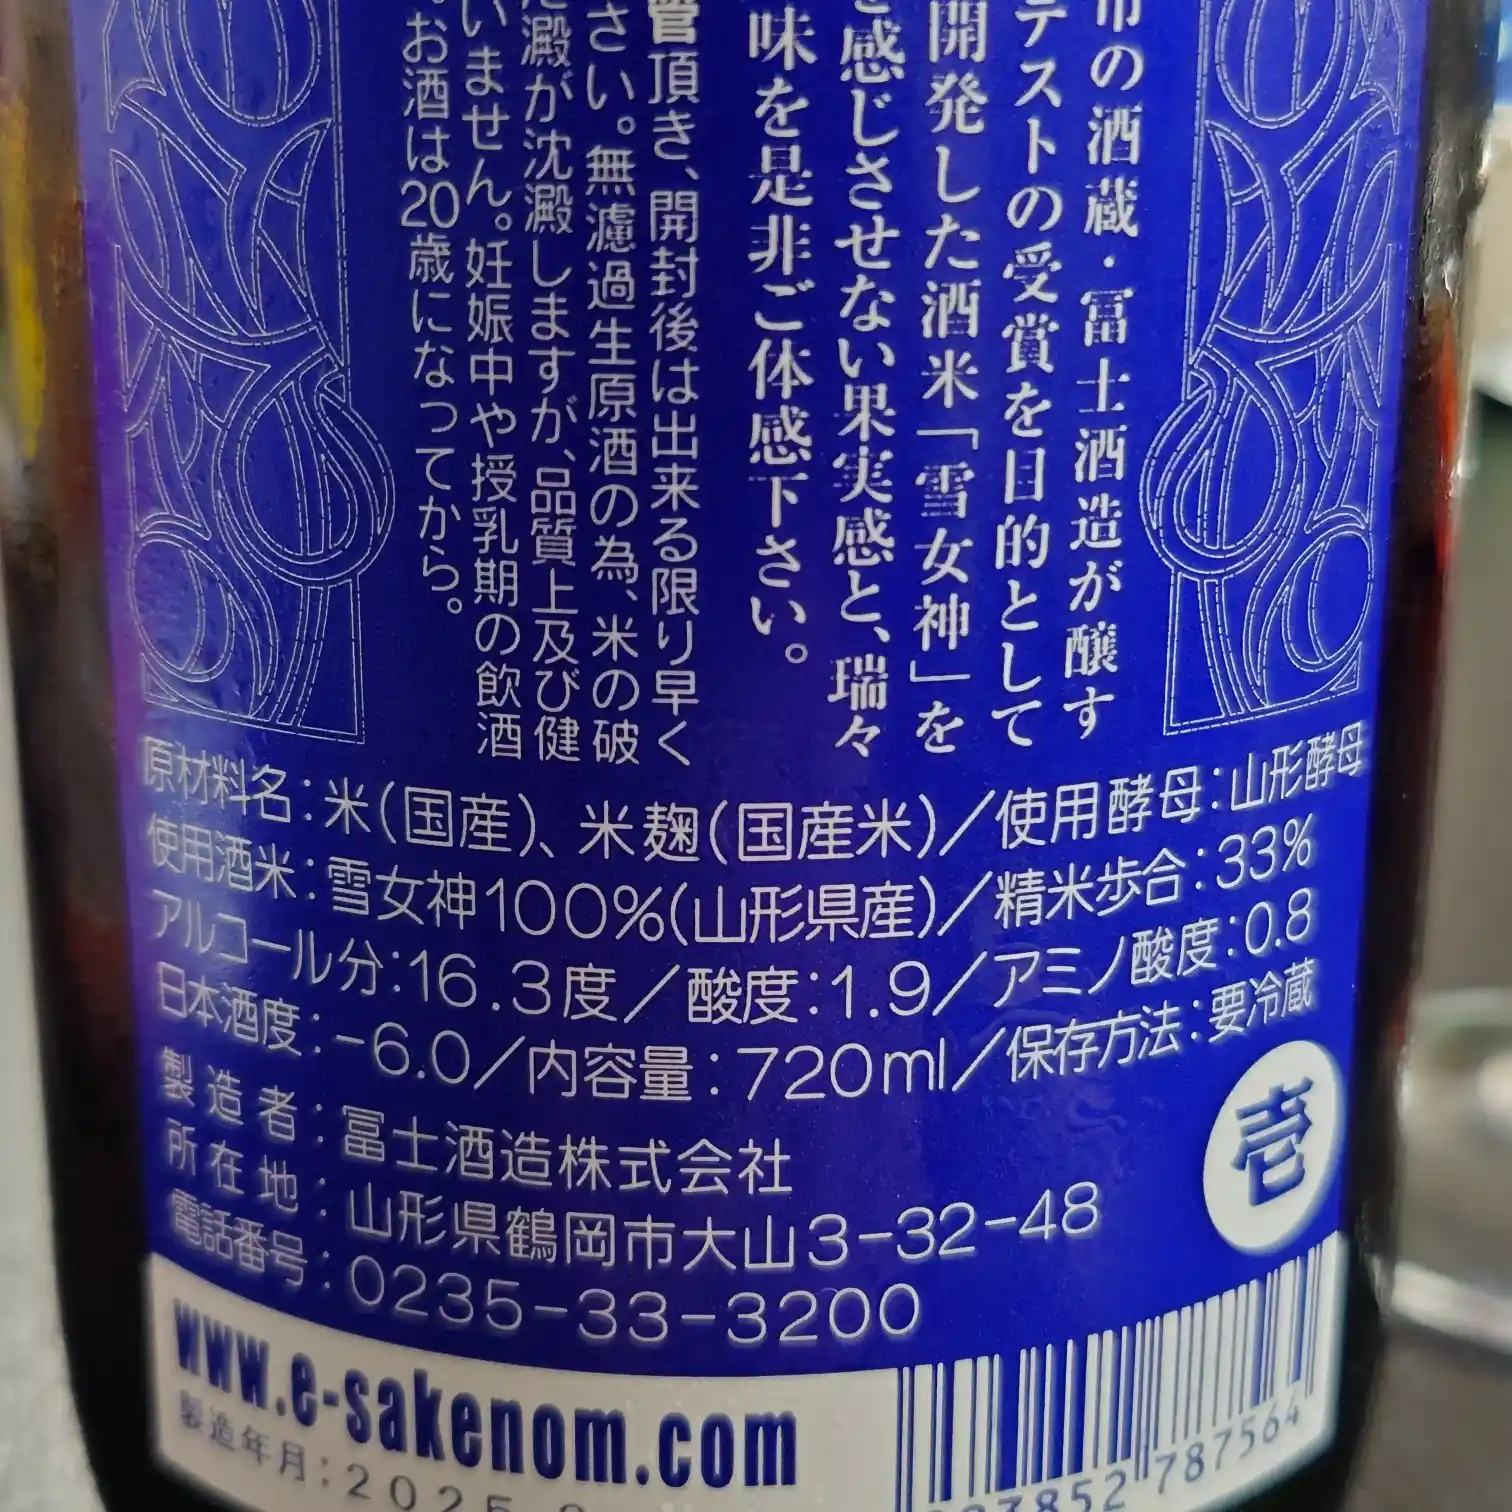 市の酒蔵・冨士酒造が醸す
テストの受賞を目的として
開発した酒米「雪女神」を
感じさせない果実感と、瑞々
味を是非ご体感下さい。
管頂き、開封後は出来る限り早く
さい。無濾過生原酒の為、米の破
澱が沈澱しますが、品質上及び健
いません。妊娠中や授乳期の飲酒
お酒は20歳になってから。
原材料名：米(国産)、米麹(国産米)／使用酵母：山形酵母
使用酒米：雪女神100%(山形県産)／精米歩合：33%
アルコール分：16.3度／酸度：1.9／アミノ酸度：0.8
日本酒度：-6.0／内容量：720ml／保存方法：要冷蔵
製造者：冨士酒造株式会社
所在地：山形県鶴岡市大山3-32-48
電話番号：0235-33-3200
壱
www.e-sakenom.com
製造年月：2025
787564